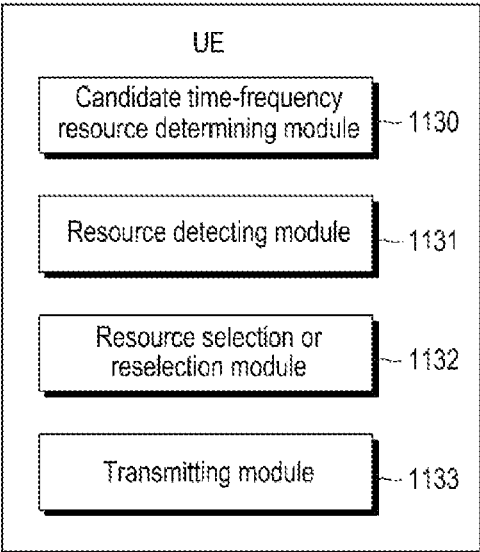 UE
Candidate time-frequency
resource determining module
1130
Resource detecting module
1131
Resource selection or
reselection module
1132
Transmitting module
1133